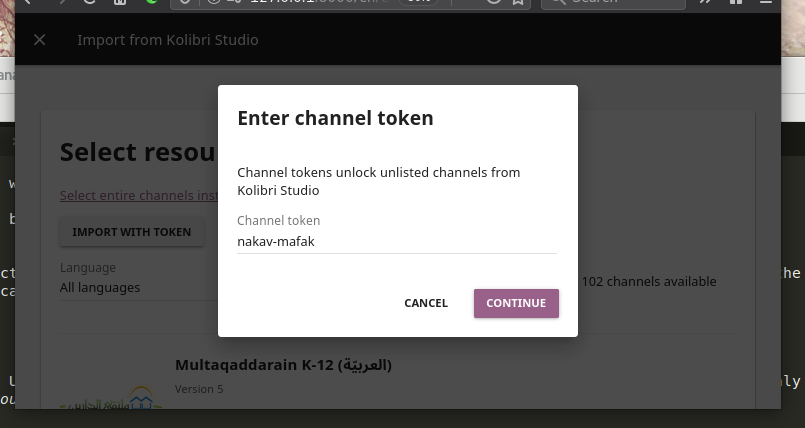 Search
Import from Kolibri Studio
Enter channel token
Select resou
Channel tokens unlock unlisted channels from
Kolibri Studio
Select entire channels inst
Channel token
IMPORT WITH TOKEN
nakav-mafak
Language
All languages
102 channels available
CANCEL
CONTINUE
Multaqaddarain K-12 (العربيّة)
Version 5